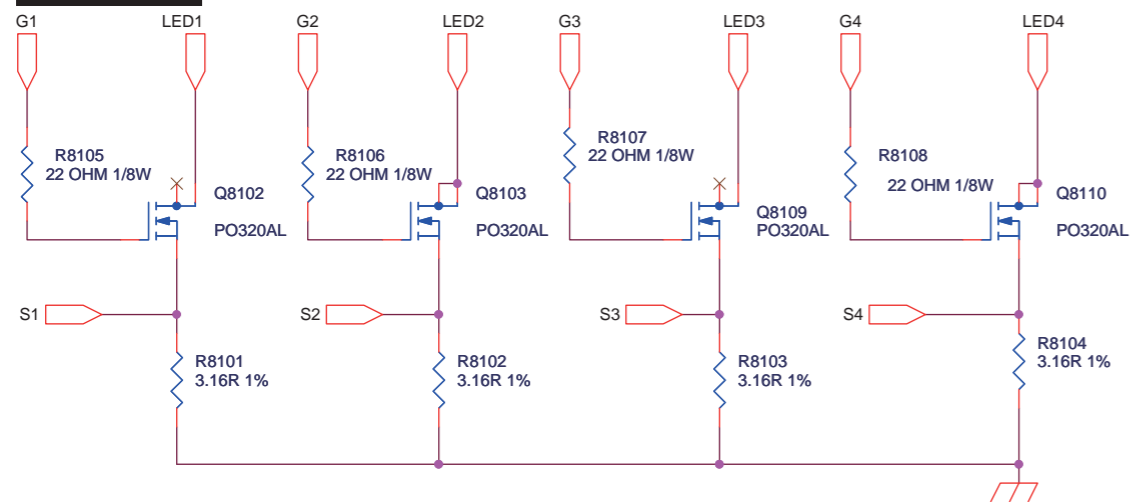 G1
LED1
G2
LED2
G3
LED3
G4
LED4
R8105
22 OHM 1/8W
R8106
22 OHM 1/8W
R8107
22 OHM 1/8W
R8108
22 OHM 1/8W
Q8102
PO320AL
Q8103
PO320AL
Q8109
PO320AL
Q8110
PO320AL
S1
S2
S3
S4
R8101
3.16R 1%
R8102
3.16R 1%
R8103
3.16R 1%
R8104
3.16R 1%